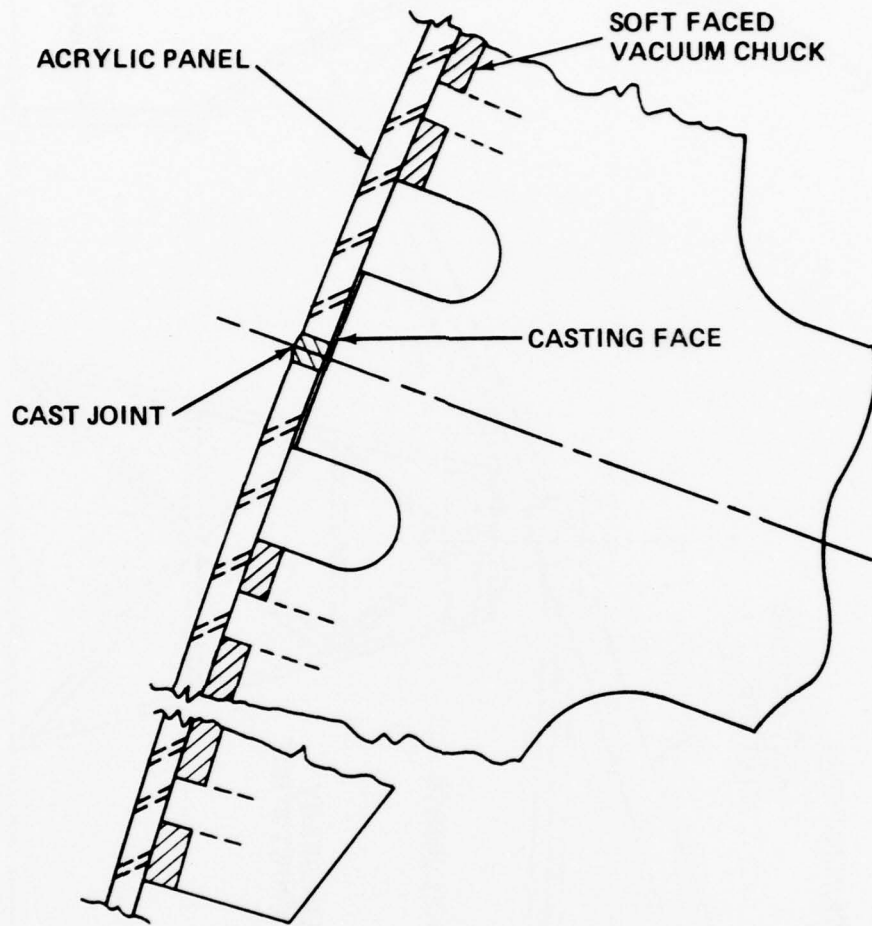 SOFT FACED
VACUUM CHUCK
ACRYLIC PANEL
CASTING FACE
CAST JOINT